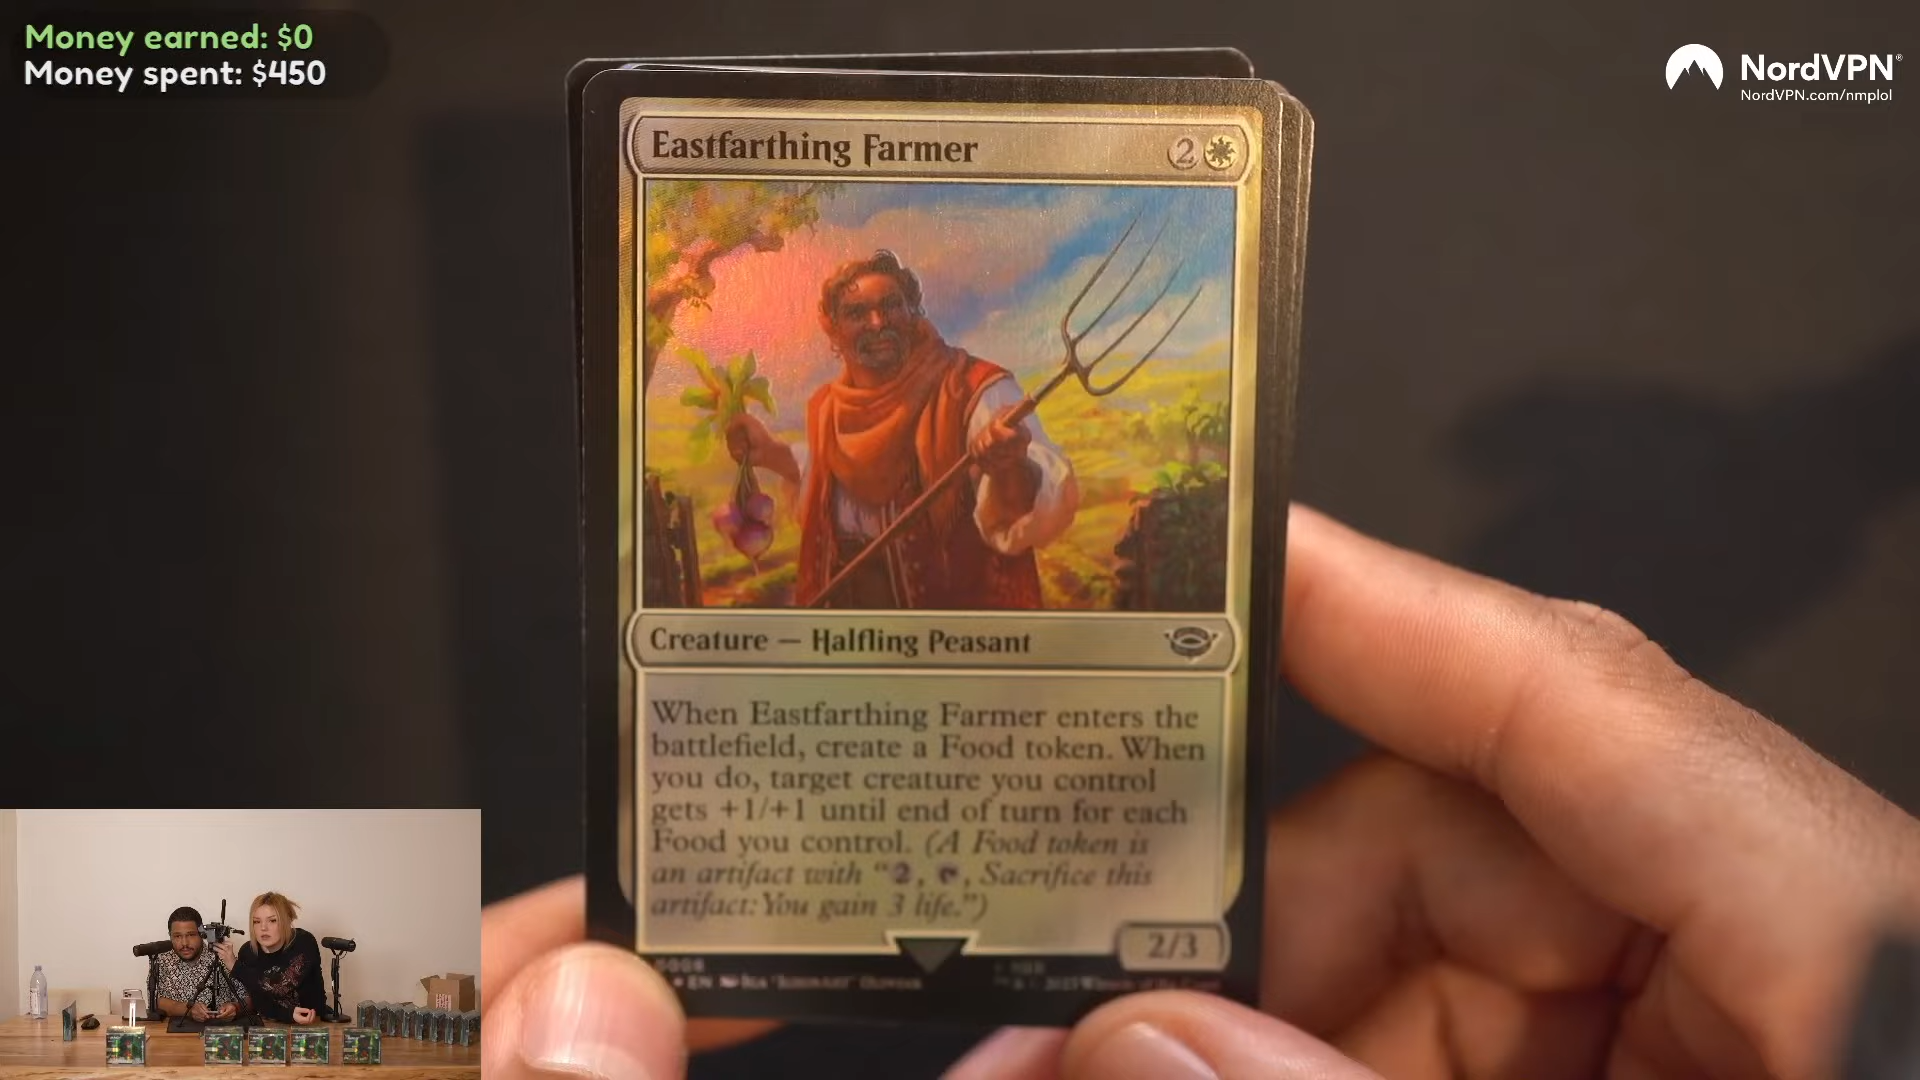 Money earned: $0
Money spent: $450
NordVPN®
NordVPN.com/nmplol
Eastfarthing Farmer
2
Creature — Halfling Peasant
When Eastfarthing Farmer enters the
battlefield, create a Food token. When
you do, target creature you control
gets +1/+1 until end of turn for each
Food you control. (A Food token is
an artifact with “2, , Sacrifice this
artifact: You gain 3 life.”)
2/3
EN